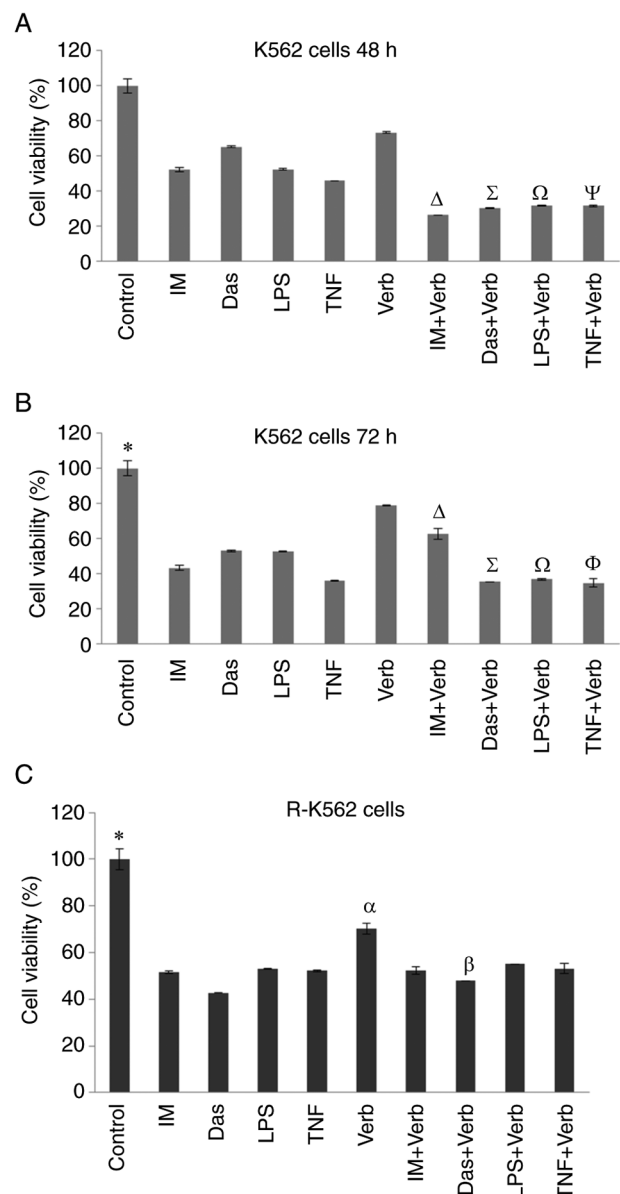 A
K562 cells 48 h
Cell viability (%)
120
100
80
60
40
20
0
Δ
Σ
Ω
Ψ
Control
IM
Das
LPS
TNF
Verb
IM+Verb
Das+Verb
LPS+Verb
TNF+Verb
B
K562 cells 72 h
Cell viability (%)
120
100
80
60
40
20
0
*
Δ
Σ
Ω
Φ
Control
IM
Das
LPS
TNF
Verb
IM+Verb
Das+Verb
LPS+Verb
TNF+Verb
C
R-K562 cells
Cell viability (%)
120
100
80
60
40
20
0
*
α
β
Control
IM
Das
LPS
TNF
Verb
IM+Verb
Das+Verb
LPS+Verb
TNF+Verb